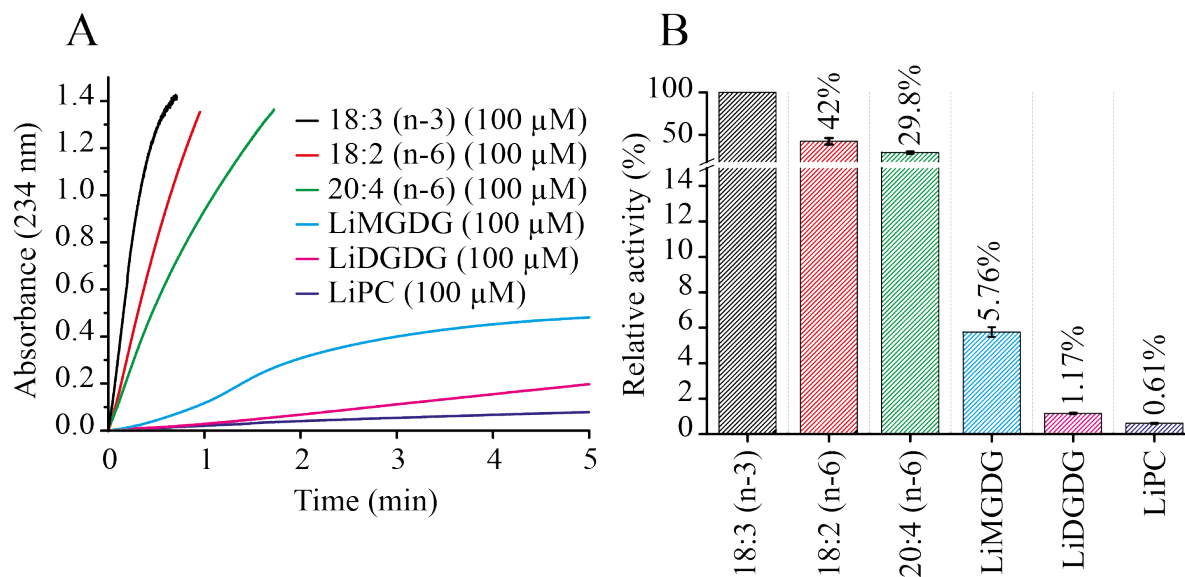 A
Absorbance (234 nm)
1.4
1.2
1.0
0.8
0.6
0.4
0.2
0.0
18:3 (n-3) (100 µM)
18:2 (n-6) (100 µM)
20:4 (n-6) (100 µM)
LiMGDG (100 µM)
LiDGDG (100 µM)
LiPC (100 µM)
0 1 2 3 4 5
Time (min)
B
Relative activity (%)
100
50
14
12
10
8
6
4
2
0
42%
29.8%
5.76%
1.17%
0.61%
18:3 (n-3)
18:2 (n-6)
20:4 (n-6)
LiMGDG
LiDGDG
LiPC